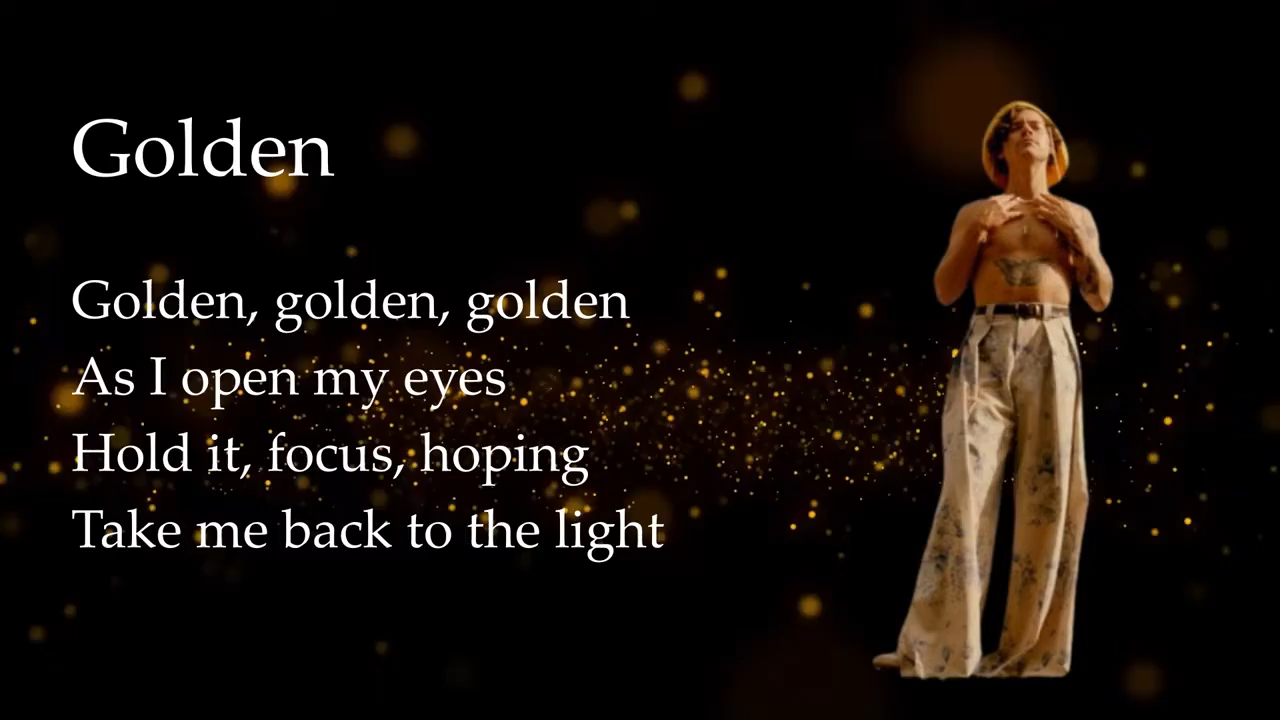 Golden
Golden, golden, golden
As I open my eyes
Hold it, focus, hoping
Take me back to the light